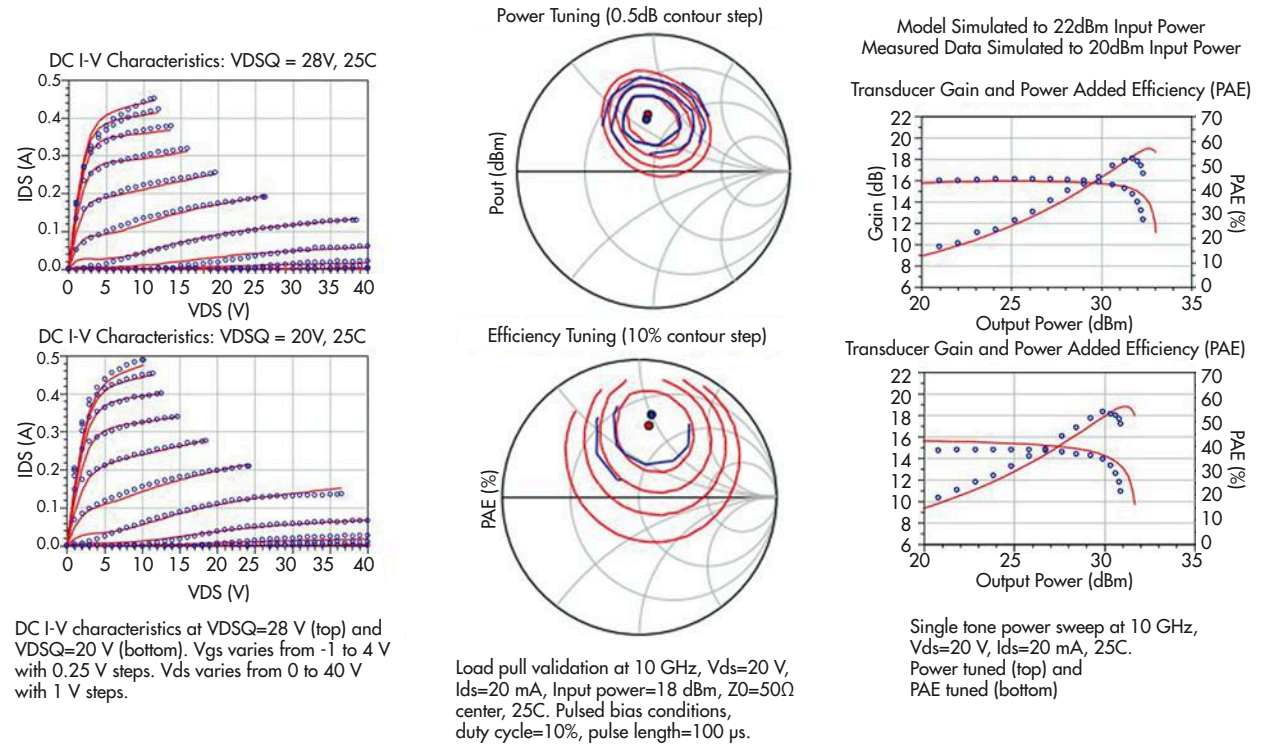 DC I-V Characteristics: VDSQ = 28V, 25C
0.5
0.4
0.3
0.2
0.1
0.0
IDS (A)
0 5 10 15 20 25 30 35 40
VDS (V)
DC I-V Characteristics: VDSQ = 20V, 25C
0.5
0.4
0.3
0.2
0.1
0.0
IDS (A)
0 5 10 15 20 25 30 35 40
VDS (V)
DC I-V characteristics at VDSQ=28 V (top) and
VDSQ=20 V (bottom). Vgs varies from -1 to 4 V
with 0.25 V steps. Vds varies from 0 to 40 V
with 1 V steps.
Power Tuning (0.5dB contour step)
Pout (dBm)
Efficiency Tuning (10% contour step)
PAE (%)
Load pull validation at 10 GHz, Vds=20 V,
Ids=20 mA, Input power=18 dBm, Z0=50Ω
center, 25C. Pulsed bias conditions,
duty cycle=10%, pulse length=100 µs.
Model Simulated to 22dBm Input Power
Measured Data Simulated to 20dBm Input Power
Transducer Gain and Power Added Efficiency (PAE)
22
20
18
16
14
12
10
8
6
Gain (dB)
70
60
50
40
30
20
10
0
PAE (%)
20 25 30 35
Output Power (dBm)
Transducer Gain and Power Added Efficiency (PAE)
22
20
18
16
14
12
10
8
6
70
60
50
40
30
20
10
0
PAE (%)
20 25 30 35
Output Power (dBm)
Single tone power sweep at 10 GHz,
Vds=20 V, Ids=20 mA, 25C.
Power tuned (top) and
PAE tuned (bottom)